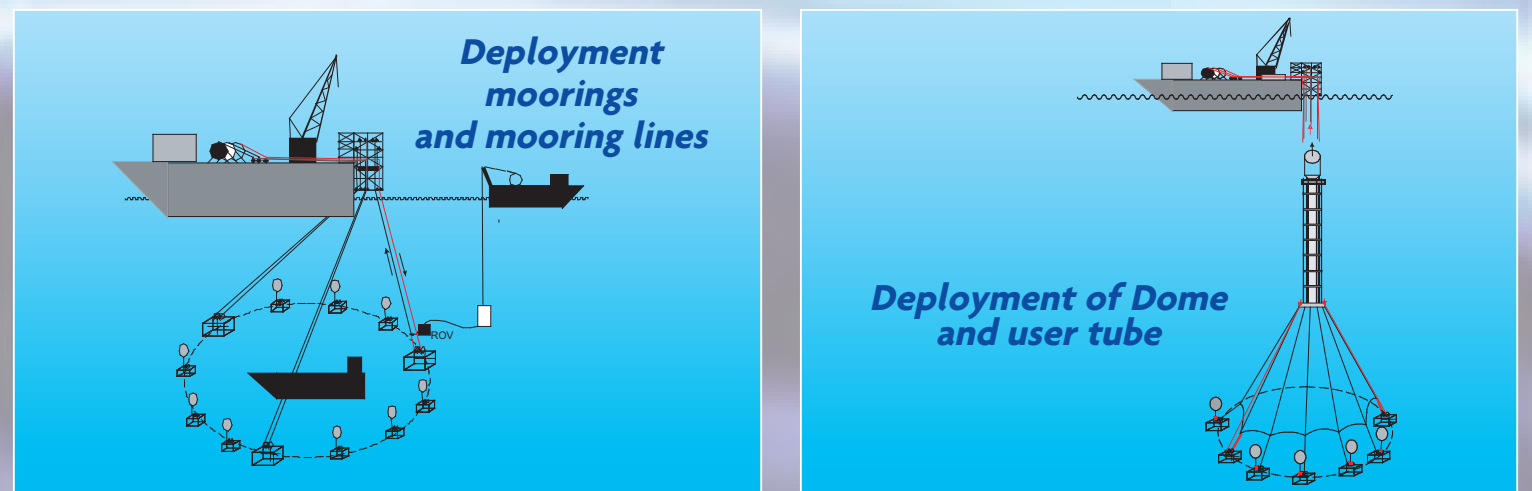 Deployment
moorings
and mooring lines
ROV
Deployment of Dome
and user tube